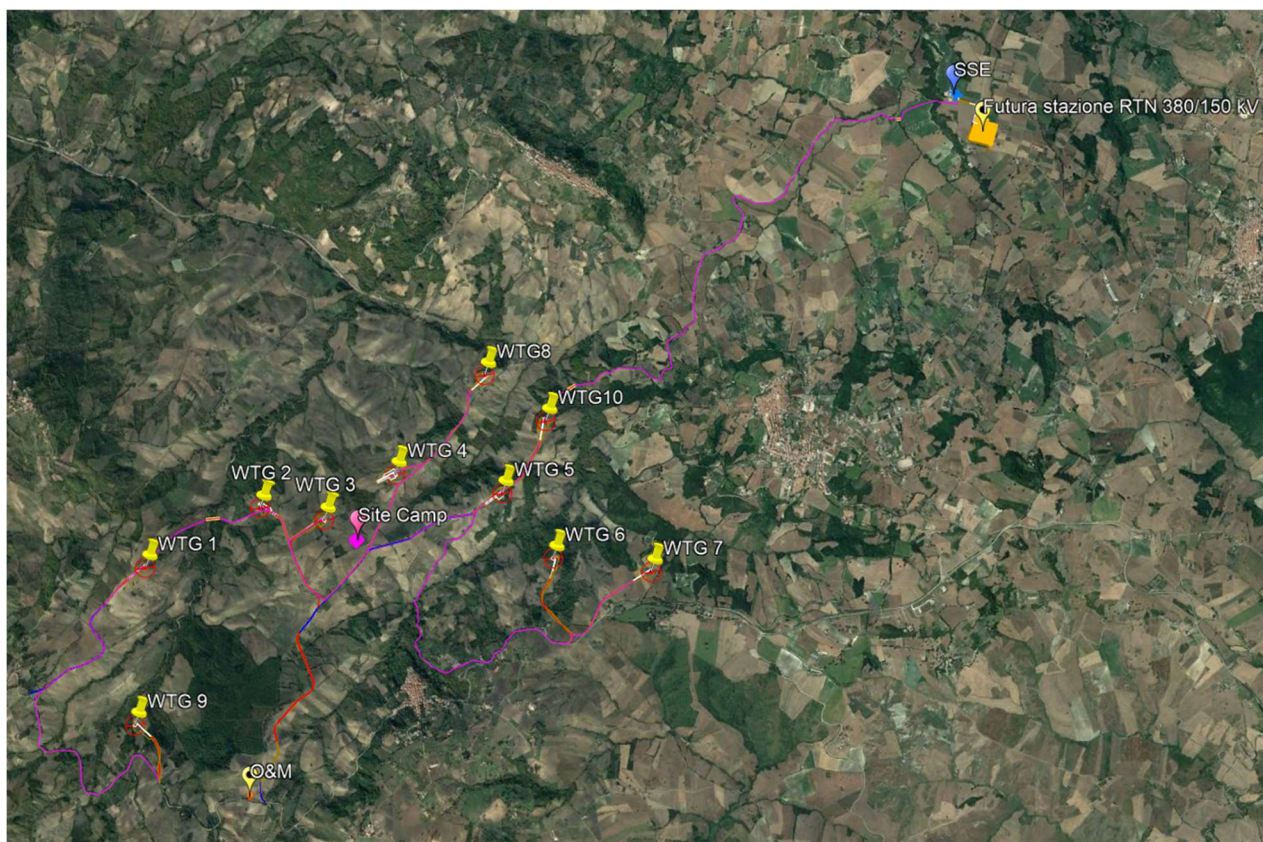 SSE
Futura stazione RTN 380/150 kV
WTG8
WTG10
WTG 4
WTG 5
WTG 2
WTG 3
Site Camp
WTG 1
WTG 6
WTG 7
WTG 9
O&M